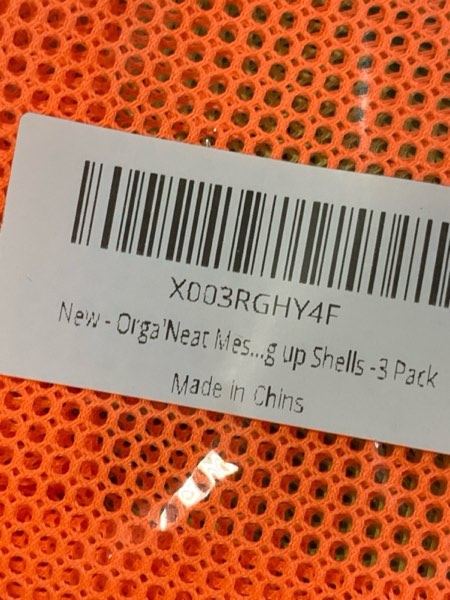 X003RGHY4F
New - Orga'Neat Mes...g up Shells -3 Pack
Made in Chins